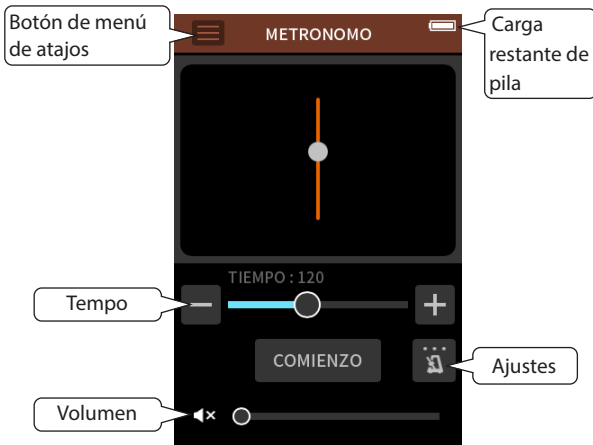 Botón de menú
de atajos
METRONOMO
Carga
restante de
pila
TIEMPO : 120
Tempo
COMIENZO
Ajustes
Volumen